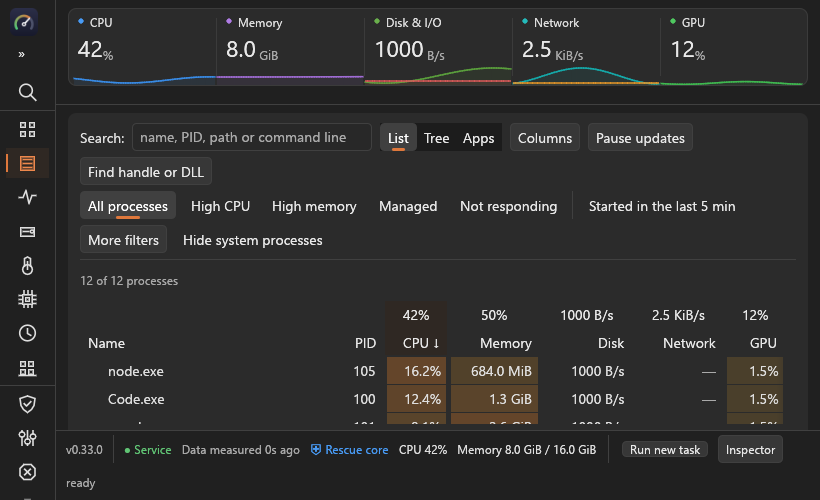 CPU Memory Disk & I/O Network GPU
42% 8.0 GiB 1000 B/s 2.5 KiB/s 12%
»
Search: name, PID, path or command line List Tree Apps Columns Pause updates
Find handle or DLL
All processes High CPU High memory Managed Not responding Started in the last 5 min
More filters Hide system processes
12 of 12 processes
42% 50% 1000 B/s 2.5 KiB/s 12%
Name PID CPU ↓ Memory Disk Network GPU
node.exe 105 16.2% 684.0 MiB 1000 B/s — 1.5%
Code.exe 100 12.4% 1.3 GiB 1000 B/s — 1.5%
v0.33.0 Service Data measured 0s ago Rescue core CPU 42% Memory 8.0 GiB / 16.0 GiB Run new task Inspector
ready